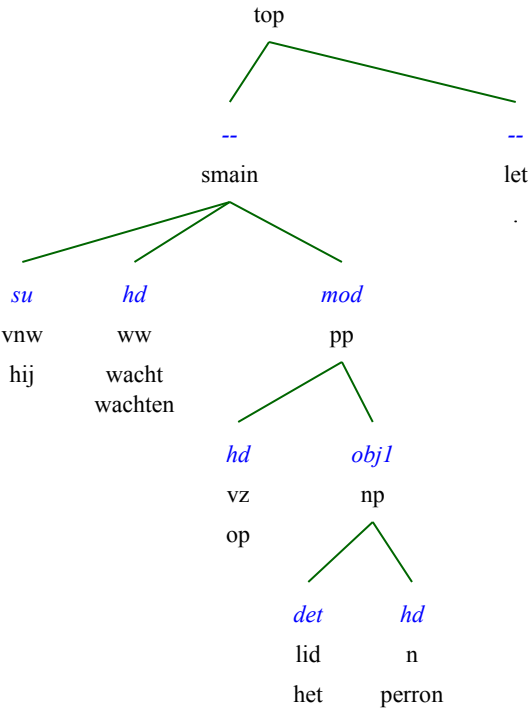 top
-- --
smain let
.
su hd mod
vnw ww pp
hij wacht
wachten
hd obj1
vz np
op
det hd
lid n
het perron